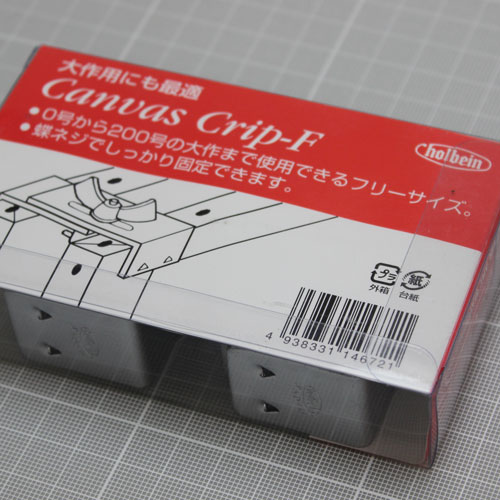 大作用にも最適
Canvas Crip-F
●0号から200号の大作まで使用できるフリーサイズ。
●蝶ネジでしっかり固定できます。
holbein
プラ
外箱
紙
台紙
4 938331 146721